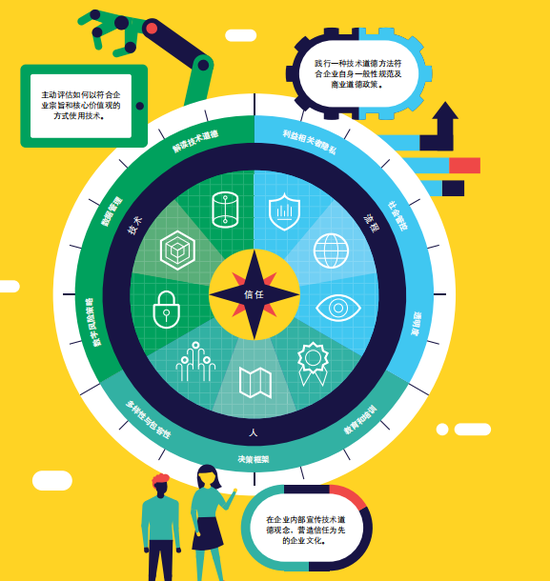 践行一种技术道德方法符
合企业自身一般性规范及
商业道德政策。
主动评估如何以符合企
业宗旨和核心价值观的
方式使用技术。
解读技术道德
利益相关者隐私
数据管理
社会管控
技术
流程
信任
数字风险策略
透明度
多样性与包容性
教育和培训
人
决策框架
在企业内部宣传技术道
德观念，营造信任为先
的企业文化。